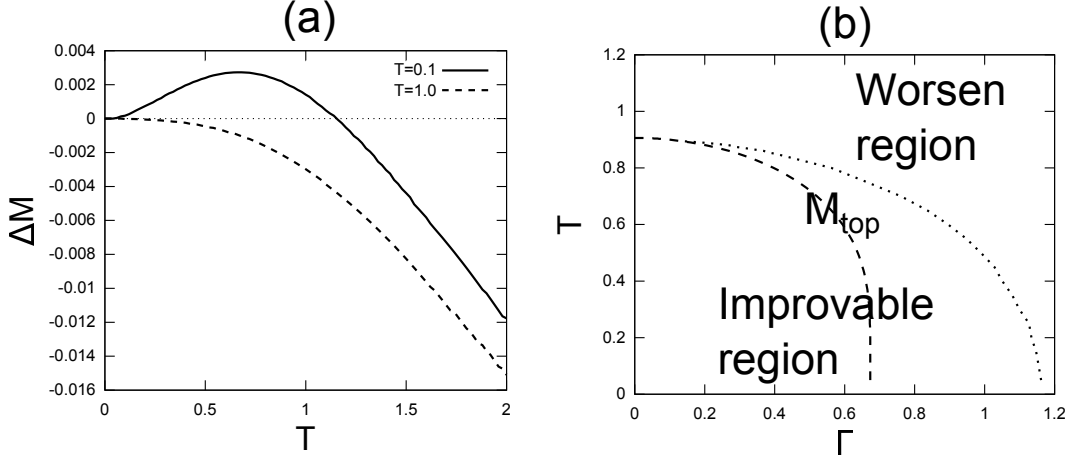 (a)
0.004
0.002
0
-0.002
-0.004
-0.006
-0.008
-0.01
-0.012
-0.014
-0.016
ΔM
T=0.1
T=1.0
0
0.5
1
1.5
2
T
(b)
1.2
1
0.8
0.6
0.4
0.2
0
T
Worsen
region
M_top
Improvable
region
0
0.2
0.4
0.6
0.8
1
1.2
Γ